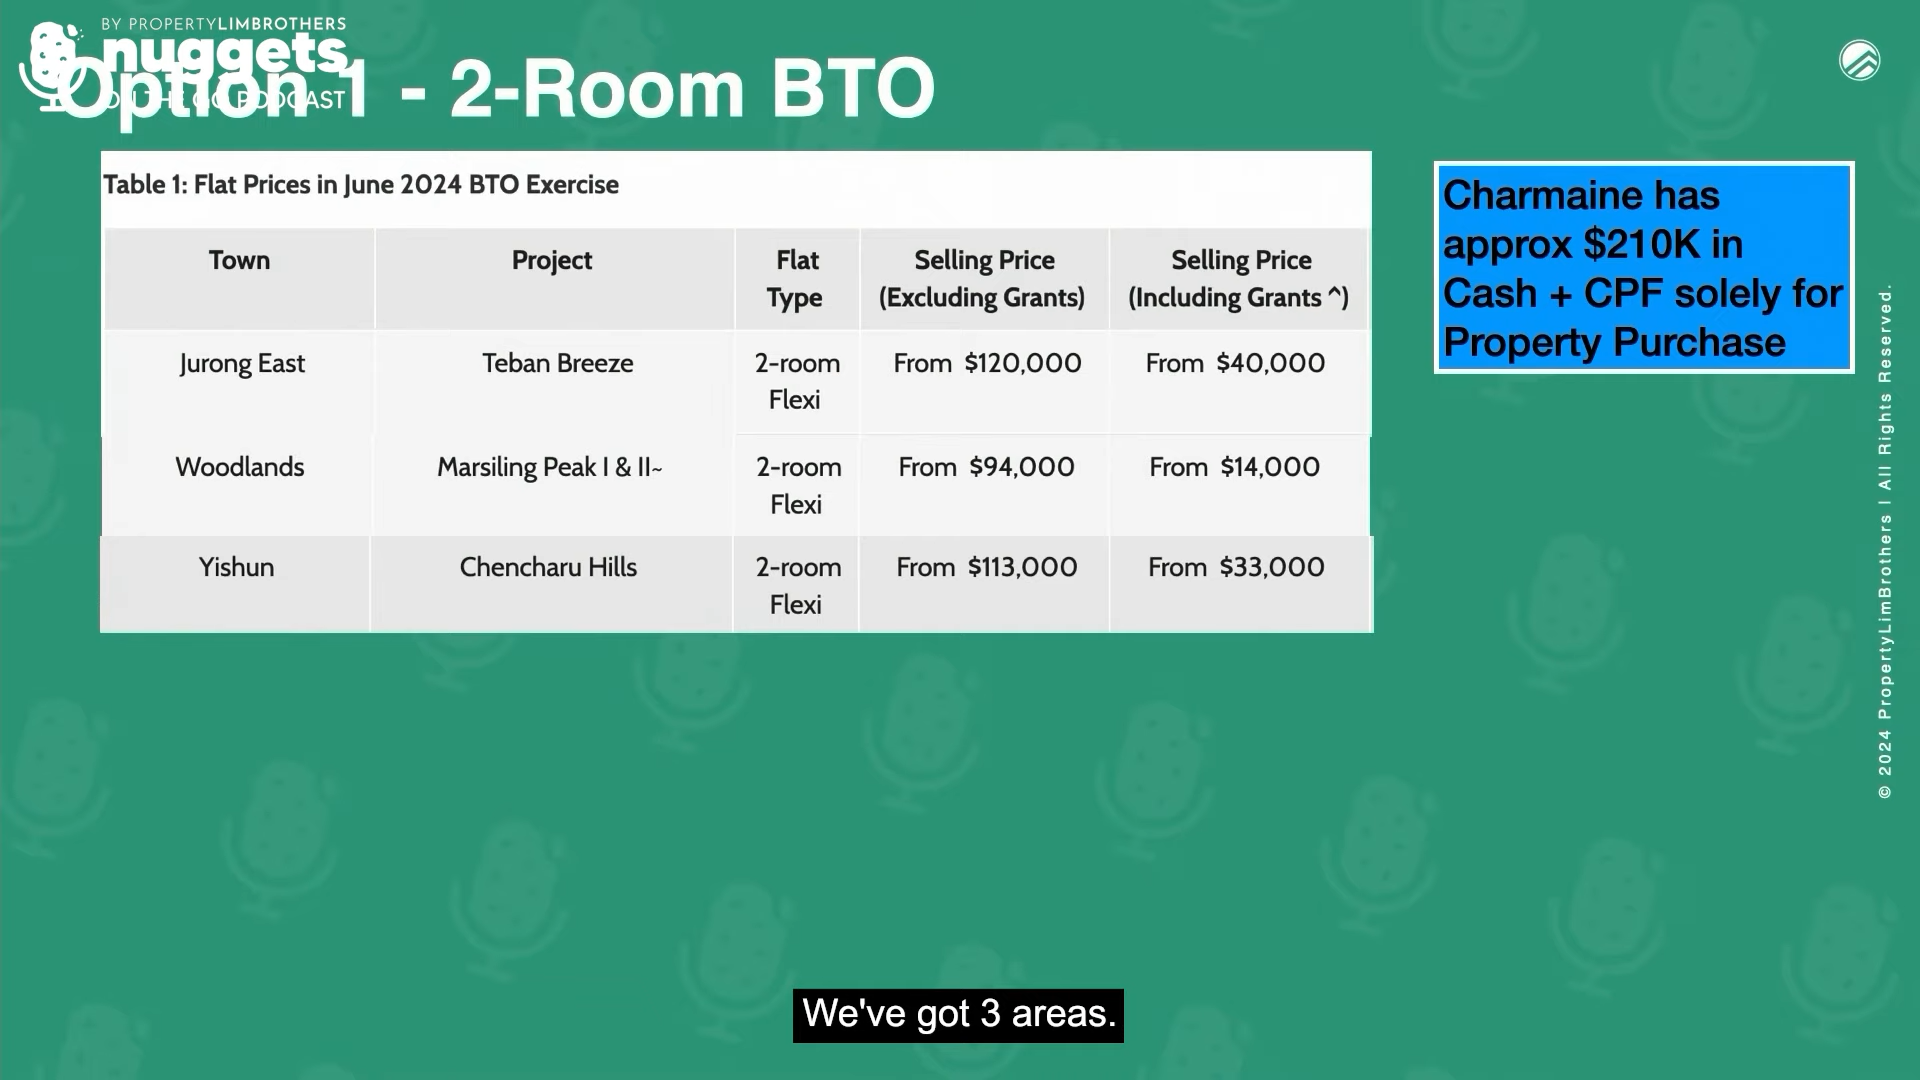 BY PROPERTYLIMBROTHERS
nuggets
ON THE GO PODCAST
Option 1 - 2-Room BTO
Table 1: Flat Prices in June 2024 BTO Exercise
Town Project Flat Type Selling Price (Excluding Grants) Selling Price (Including Grants ^)
Jurong East Teban Breeze 2-room Flexi From $120,000 From $40,000
Woodlands Marsiling Peak I & II~ 2-room Flexi From $94,000 From $14,000
Yishun Chencharu Hills 2-room Flexi From $113,000 From $33,000
Charmaine has
approx $210K in
Cash + CPF solely for
Property Purchase
© 2024 PropertyLimBrothers | All Rights Reserved.
We've got 3 areas.